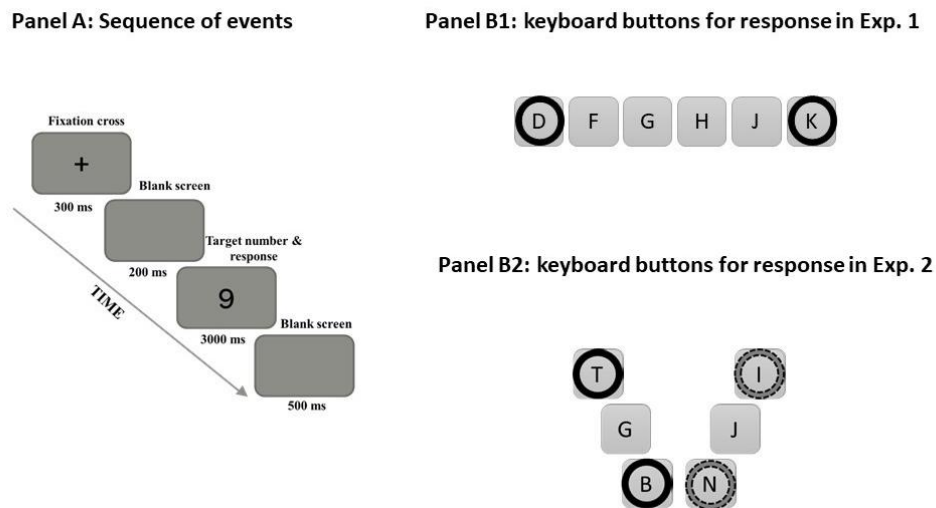 Panel A: Sequence of events
Fixation cross
+
300 ms
Blank screen
200 ms
Target number &
response
9
3000 ms
Blank screen
500 ms
TIME
Panel B1: keyboard buttons for response in Exp. 1
D F G H J K
Panel B2: keyboard buttons for response in Exp. 2
T I
G J
B N